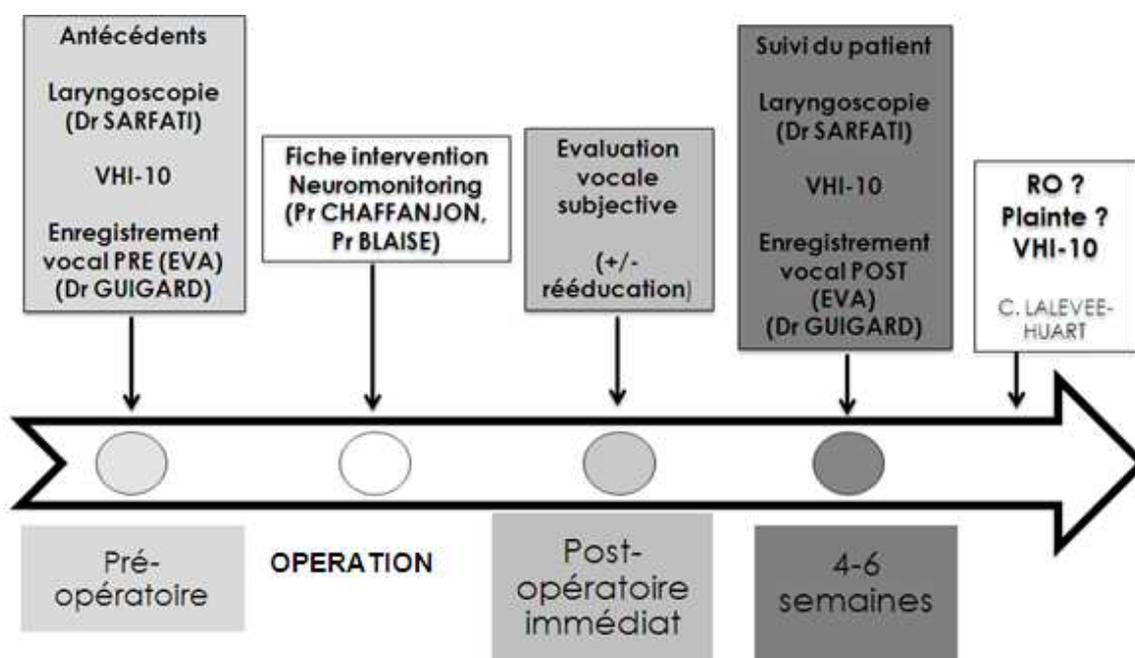 Antécédents
Laryngoscopie
(Dr SARFATI)
VHI-10
Enregistrement
vocal PRE (EVA)
(Dr GUIGARD)
Fiche intervention
Neuromonitoring
(Pr CHAFFANJON,
Pr BLAISE)
Evaluation
vocale
subjective
(+/-
rééducation)
Suivi du patient
Laryngoscopie
(Dr SARFATI)
VHI-10
Enregistrement
vocal POST
(EVA)
(Dr GUIGARD)
RO ?
Plainte ?
VHI-10
C. LALEVEE-
HUART
Pré-
opératoire
OPERATION
Post-
opératoire
immédiat
4-6
semaines